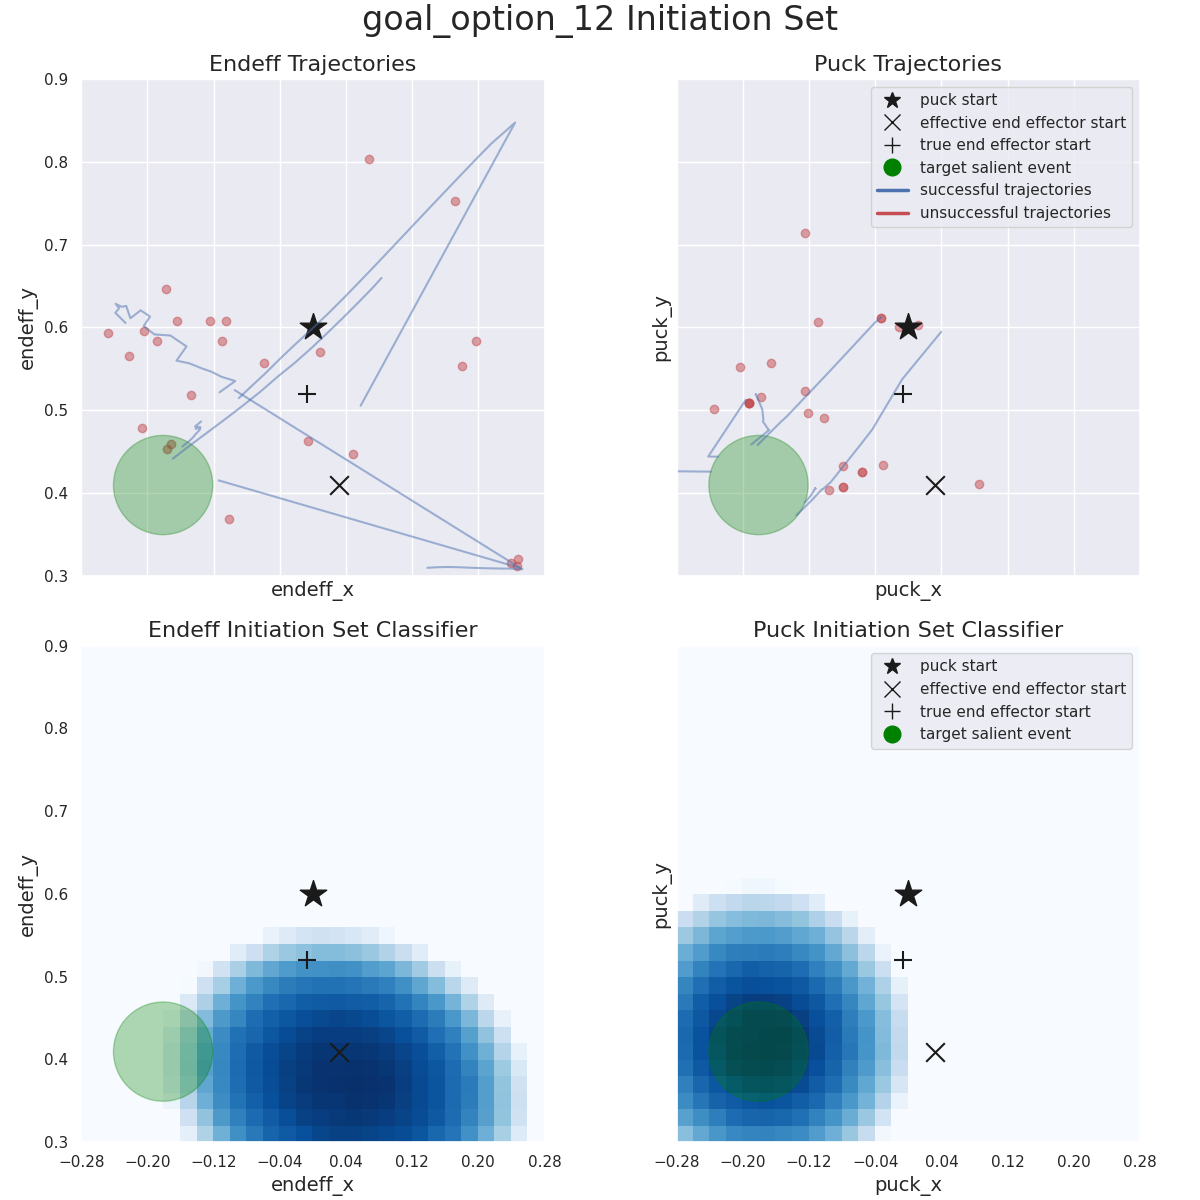 goal_option_12 Initiation Set
Endeff Trajectories
Puck Trajectories
0.9
0.8
0.7
0.6
0.5
0.4
0.3
endeff_y
endeff_x
puck_y
puck_x
puck start
effective end effector start
true end effector start
target salient event
successful trajectories
unsuccessful trajectories
Endeff Initiation Set Classifier
Puck Initiation Set Classifier
0.9
0.8
0.7
0.6
0.5
0.4
0.3
endeff_y
−0.28 −0.20 −0.12 −0.04 0.04 0.12 0.20 0.28
endeff_x
puck_y
puck start
effective end effector start
true end effector start
target salient event
−0.28 −0.20 −0.12 −0.04 0.04 0.12 0.20 0.28
puck_x